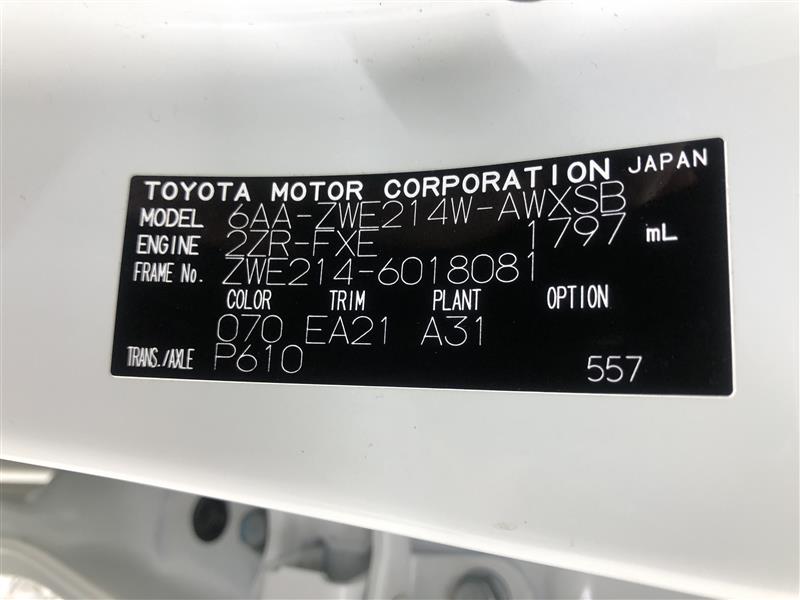 TOYOTA MOTOR CORPORATION JAPAN
MODEL 6AA-ZWE214W-AWXSB
ENGINE 2ZR-FXE 1797 mL
FRAME No. ZWE214-6018081
COLOR TRIM PLANT OPTION
070 EA21 A31
TRANS./AXLE P610 557